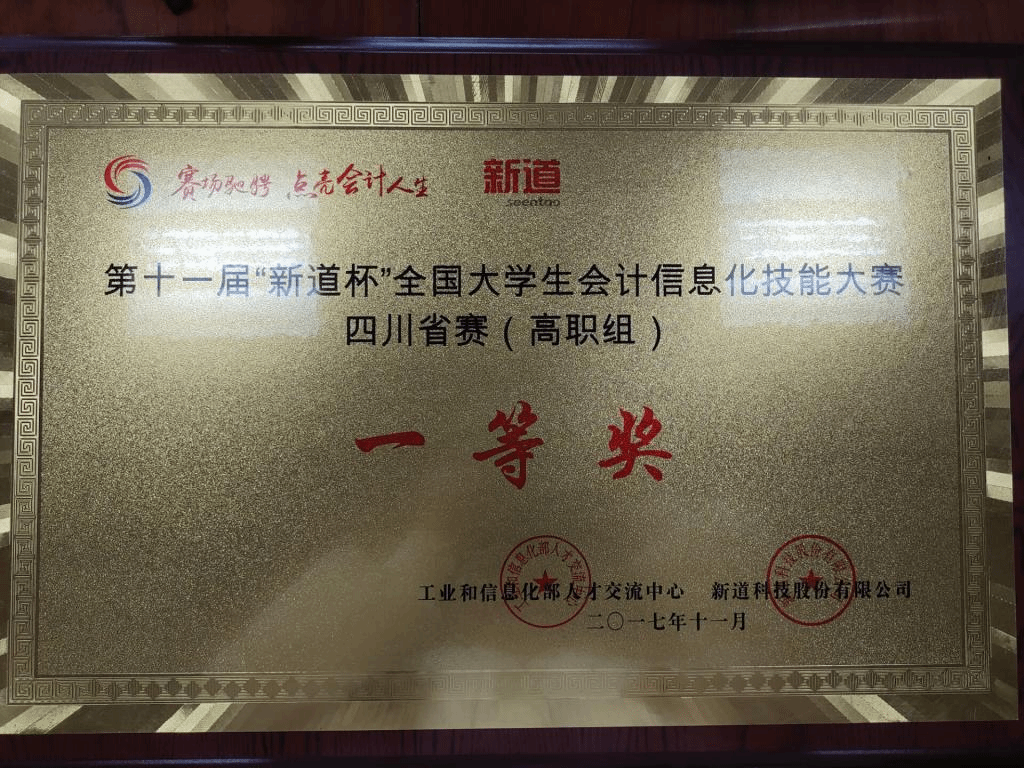 赛场驰骋 点亮会计人生
新道
seentao
第十一届“新道杯”全国大学生会计信息化技能大赛
四川省赛（高职组）
一等奖
工业和信息化部人才交流中心 新道科技股份有限公司
二〇一七年十一月